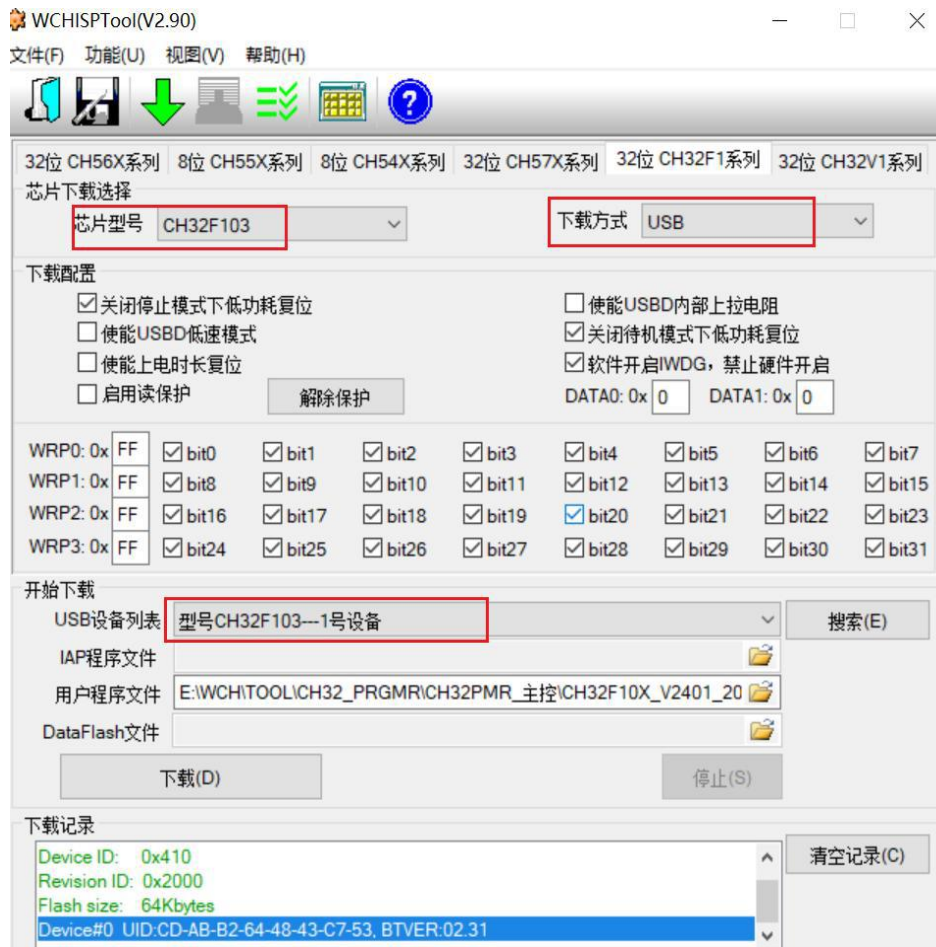 WCHISPTool(V2.90)
文件(F) 功能(U) 视图(V) 帮助(H)
32位 CH56X系列 8位 CH55X系列 8位 CH54X系列 32位 CH57X系列 32位 CH32F1系列 32位 CH32V1系列
芯片下载选择
芯片型号 CH32F103 下载方式 USB
下载配置
关闭停止模式下低功耗复位 使能USBD内部上拉电阻
使能USBD低速模式 关闭待机模式下低功耗复位
使能上电时长复位 软件开启IWDG，禁止硬件开启
启用读保护 解除保护 DATA0: 0x 0 DATA1: 0x 0
WRP0: 0x FF bit0 bit1 bit2 bit3 bit4 bit5 bit6 bit7
WRP1: 0x FF bit8 bit9 bit10 bit11 bit12 bit13 bit14 bit15
WRP2: 0x FF bit16 bit17 bit18 bit19 bit20 bit21 bit22 bit23
WRP3: 0x FF bit24 bit25 bit26 bit27 bit28 bit29 bit30 bit31
开始下载
USB设备列表 型号CH32F103---1号设备 搜索(E)
IAP程序文件
用户程序文件 E:\WCH\TOOL\CH32_PRGMR\CH32PMR_主控\CH32F10X_V2401_20
DataFlash文件
下载(D) 停止(S)
下载记录
Device ID: 0x410 清空记录(C)
Revision ID: 0x2000
Flash size: 64Kbytes
Device#0 UID:CD-AB-B2-64-48-43-C7-53, BTVER:02.31